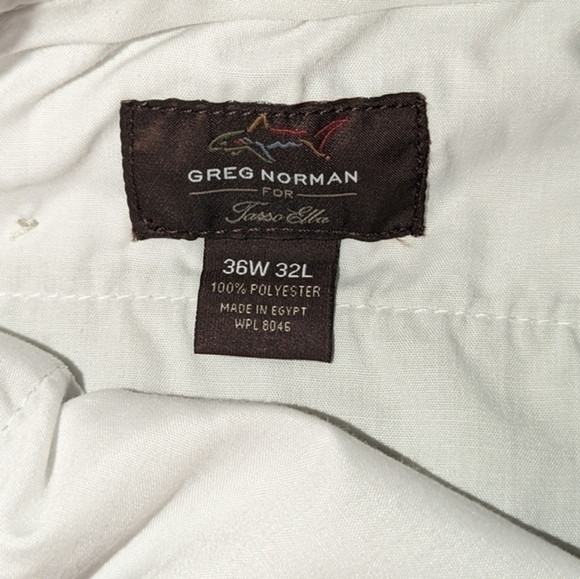 GREG NORMAN
FOR
Tasso Elba
36W 32L
100% POLYESTER
MADE IN EGYPT
WPL 8046